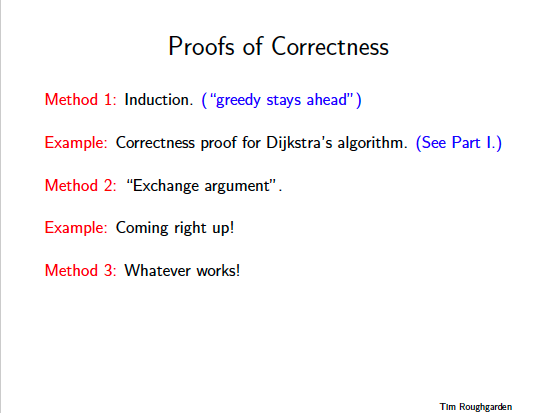 Proofs of Correctness
Method 1: Induction. (“greedy stays ahead”)
Example: Correctness proof for Dijkstra’s algorithm. (See Part I.)
Method 2: “Exchange argument”.
Example: Coming right up!
Method 3: Whatever works!
Tim Roughgarden